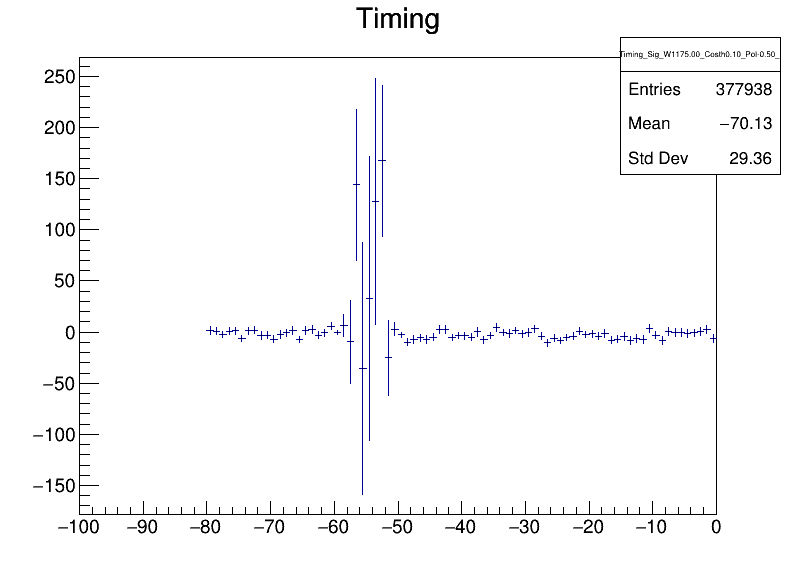 Timing
Timing_Sig_W1175.00_Costh0.10_Pol-0.50_
Entries 377938
Mean −70.13
Std Dev 29.36
250
200
150
100
50
0
−50
−100
−150
−100 −90 −80 −70 −60 −50 −40 −30 −20 −10 0